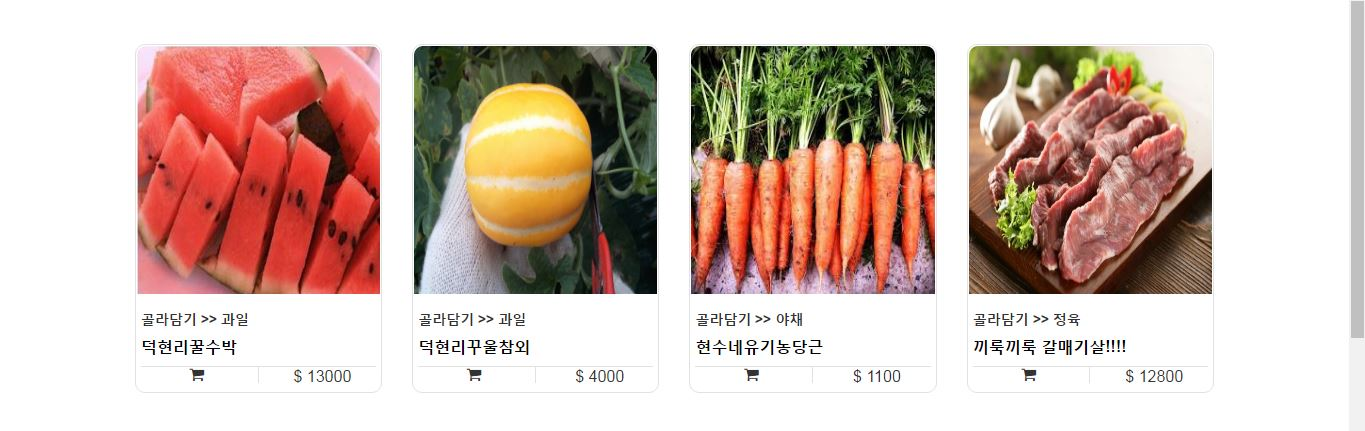 골라담기 >> 과일
덕현리꿀수박
$ 13000
골라담기 >> 과일
덕현리꾸울참외
$ 4000
골라담기 >> 야채
현수네유기농당근
$ 1100
골라담기 >> 정육
끼룩끼룩 갈매기살!!!!
$ 12800